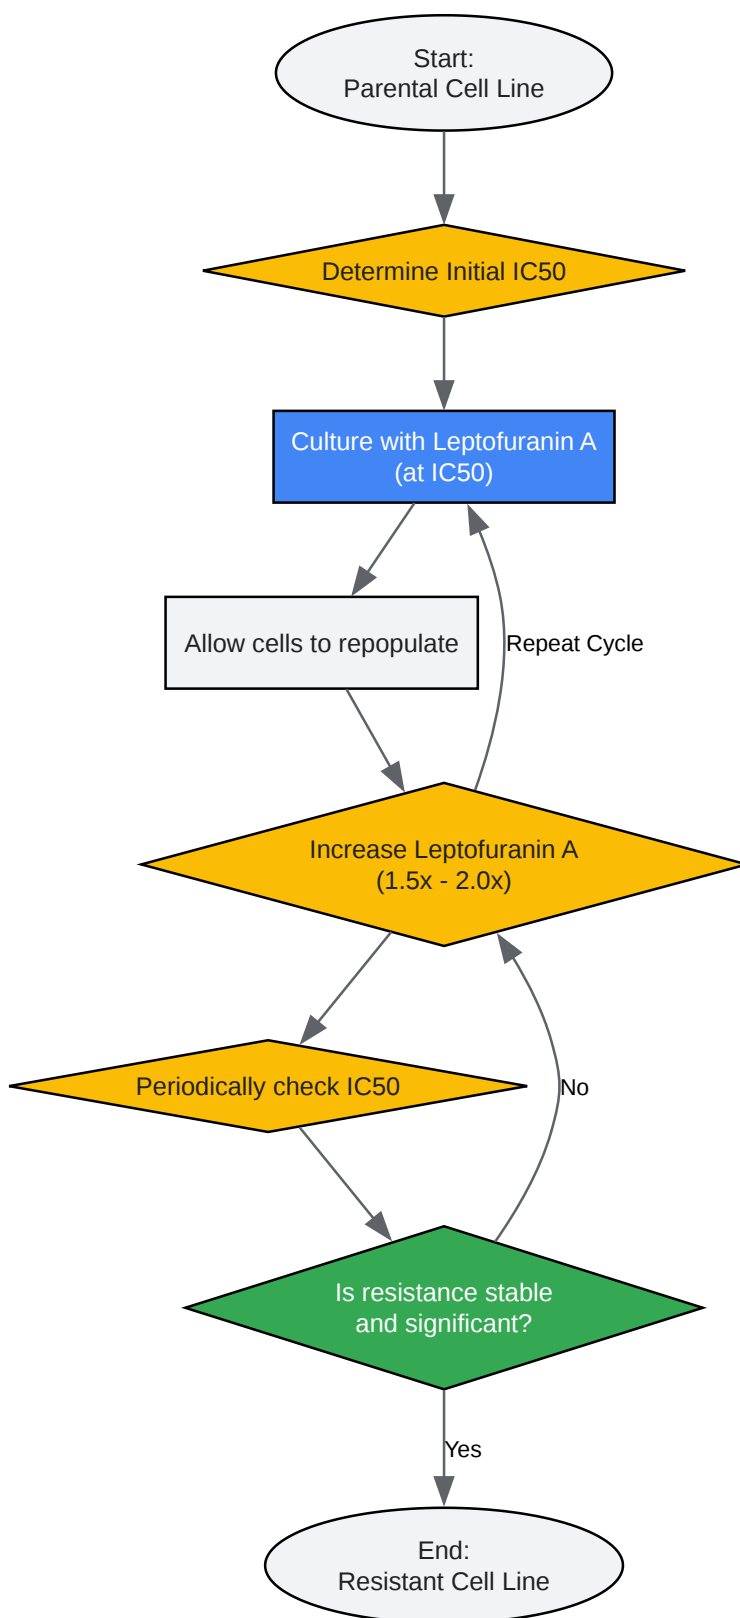 Start:
Parental Cell Line
Determine Initial IC50
Culture with Leptofuranin A
(at IC50)
Allow cells to repopulate
Repeat Cycle
Increase Leptofuranin A
(1.5x - 2.0x)
Periodically check IC50
No
Is resistance stable
and significant?
Yes
End:
Resistant Cell Line